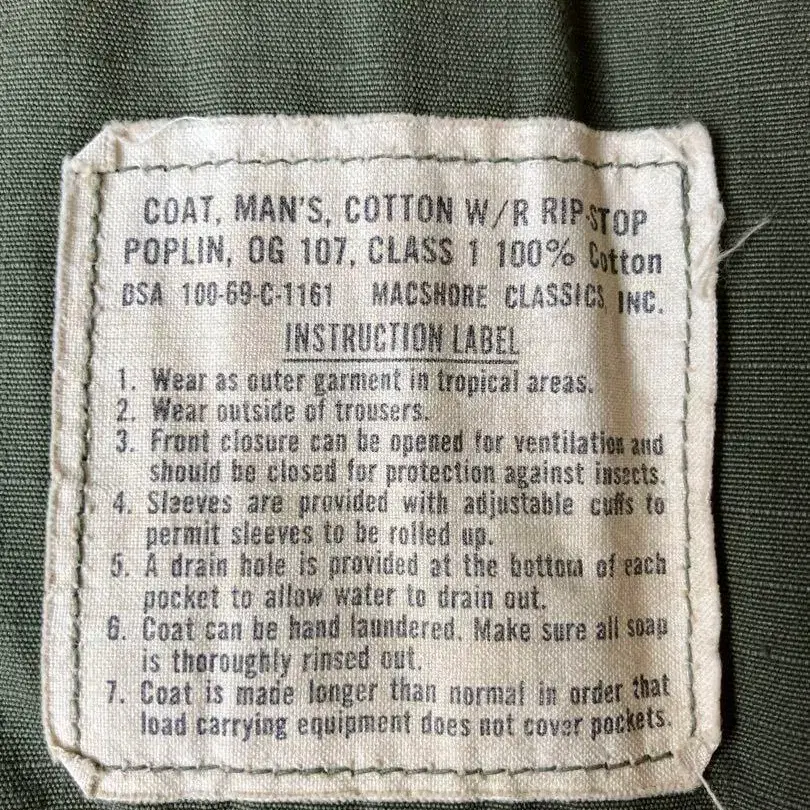 COAT, MAN'S, COTTON W/R RIP-STOP
POPLIN, OG 107, CLASS 1 100% Cotton
DSA 100-69-C-1161 MACSHORE CLASSICS, INC.
INSTRUCTION LABEL
1. Wear as outer garment in tropical areas.
2. Wear outside of trousers.
3. Front closure can be opened for ventilation and
should be closed for protection against insects.
4. Sleeves are provided with adjustable cuffs to
permit sleeves to be rolled up.
5. A drain hole is provided at the bottom of each
pocket to allow water to drain out.
6. Coat can be hand laundered. Make sure all soap
is thoroughly rinsed out.
7. Coat is made longer than normal in order that
load carrying equipment does not cover pockets.